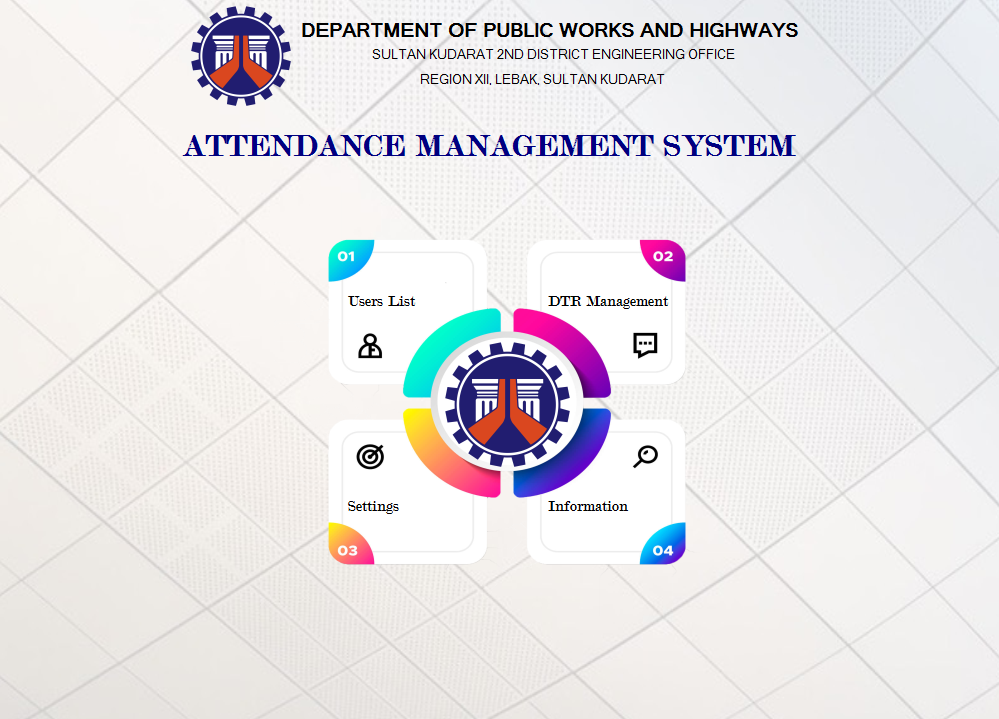 DEPARTMENT OF PUBLIC WORKS AND HIGHWAYS
SULTAN KUDARAT 2ND DISTRICT ENGINEERING OFFICE
REGION XII, LEBAK, SULTAN KUDARAT
ATTENDANCE MANAGEMENT SYSTEM
01
Users List
02
DTR Management
Settings
03
Information
04